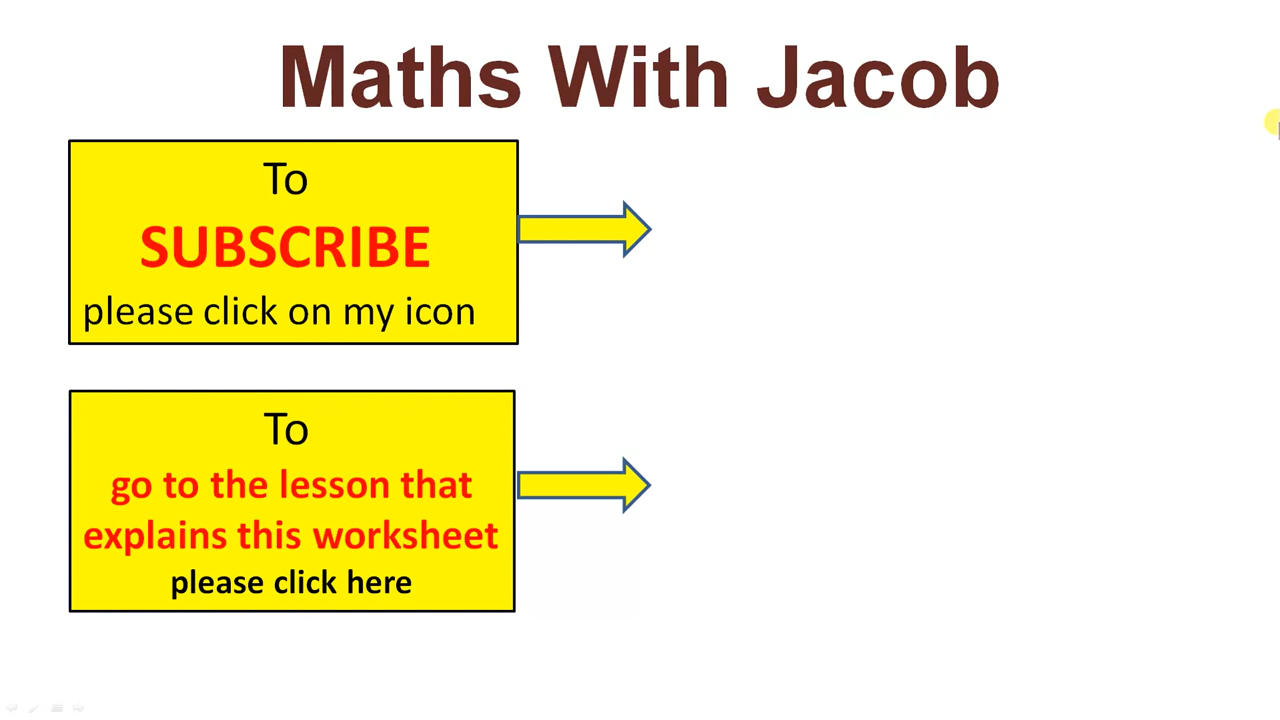 Maths With Jacob
To
SUBSCRIBE
please click on my icon
To
go to the lesson that
explains this worksheet
please click here